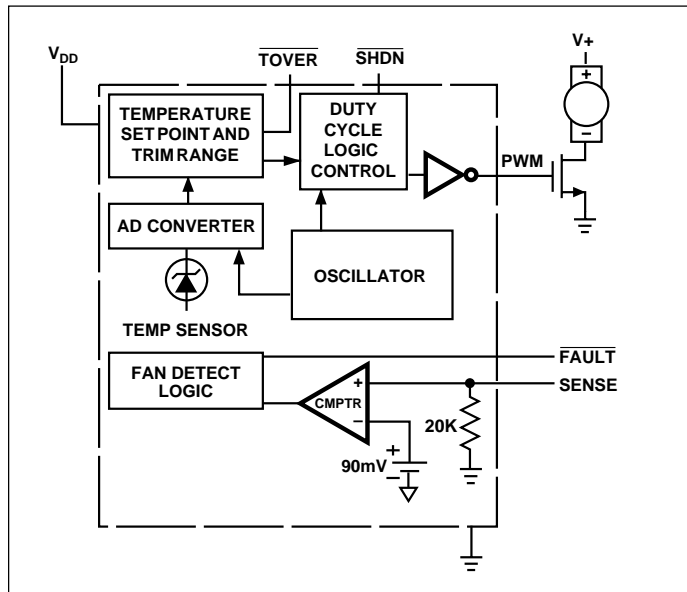 V+
VDD
TOVER
SHDN
+
TEMPERATURE
SET POINT AND
TRIM RANGE
DUTY
CYCLE
LOGIC
CONTROL
–
PWM
AD CONVERTER
OSCILLATOR
TEMP SENSOR
FAN DETECT
LOGIC
FAULT
SENSE
+
CMPTR
–
20K
+
90mV
–